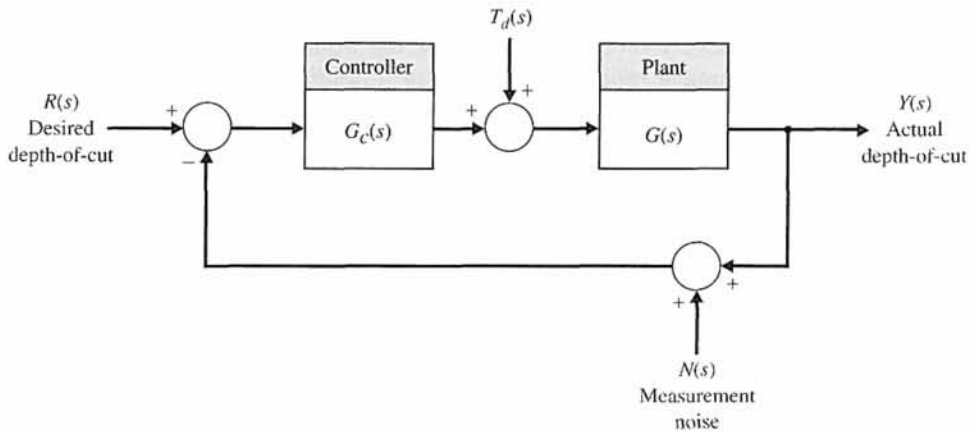 T_d(s)
Controller
Plant
R(s)
Desired
depth-of-cut
+
−
G_c(s)
+
+
G(s)
Y(s)
Actual
depth-of-cut
+
+
N(s)
Measurement
noise